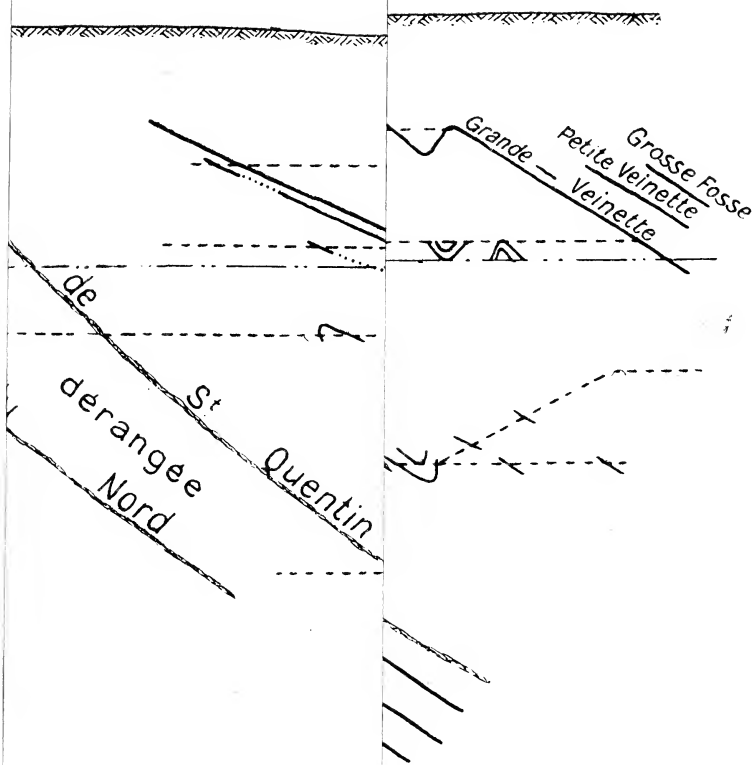 Grosse Fosse
Petite Veinette
Grande — Veinette
de St Quentin
dérangée
Nord